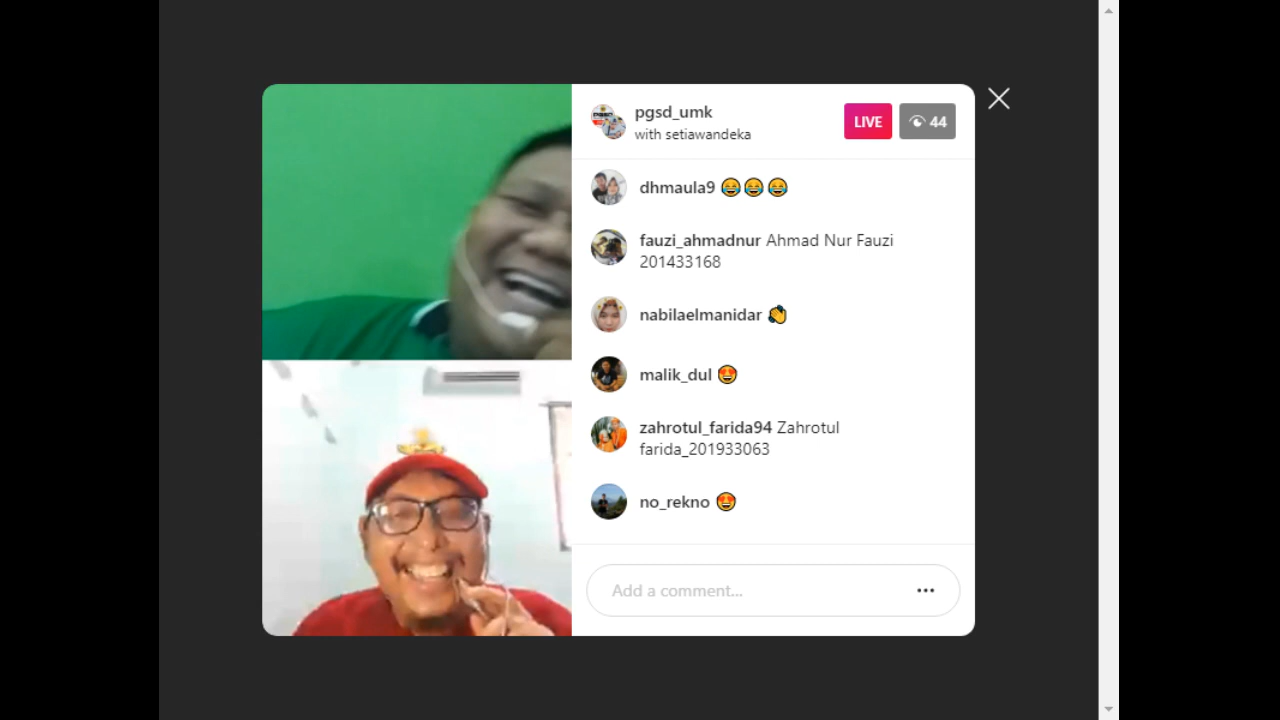 pgsd_umk
with setiawandeka
LIVE
44
dhmaula9 😂😂😂
fauzi_ahmadnur Ahmad Nur Fauzi
201433168
nabilaelmanidar 👏
malik_dul 😍
zahrotul_farida94 Zahrotul
farida_201933063
no_rekno 😍
Add a comment...